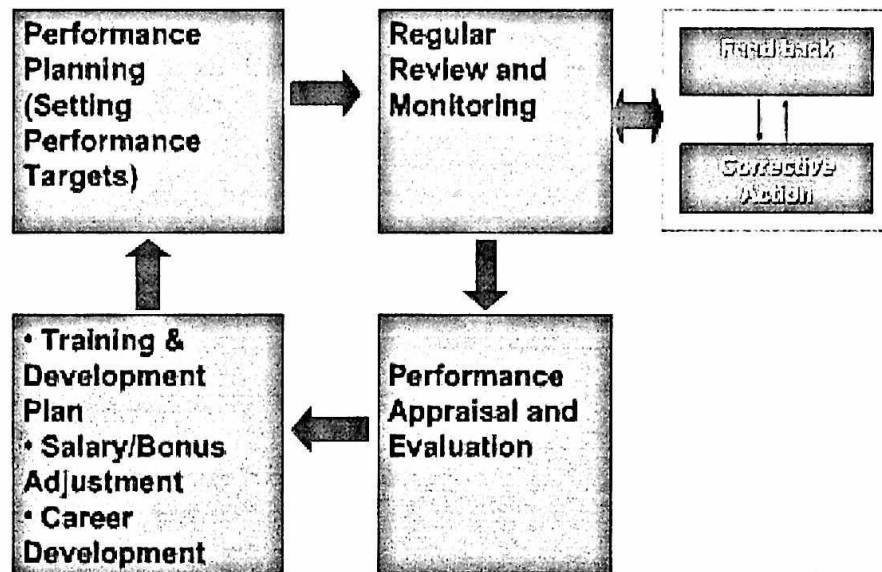 Performance
Planning
(Setting
Performance
Targets)
Regular
Review and
Monitoring
Feed back
Corrective
Action
• Training &
Development
Plan
• Salary/Bonus
Adjustment
• Career
Development
Performance
Appraisal and
Evaluation